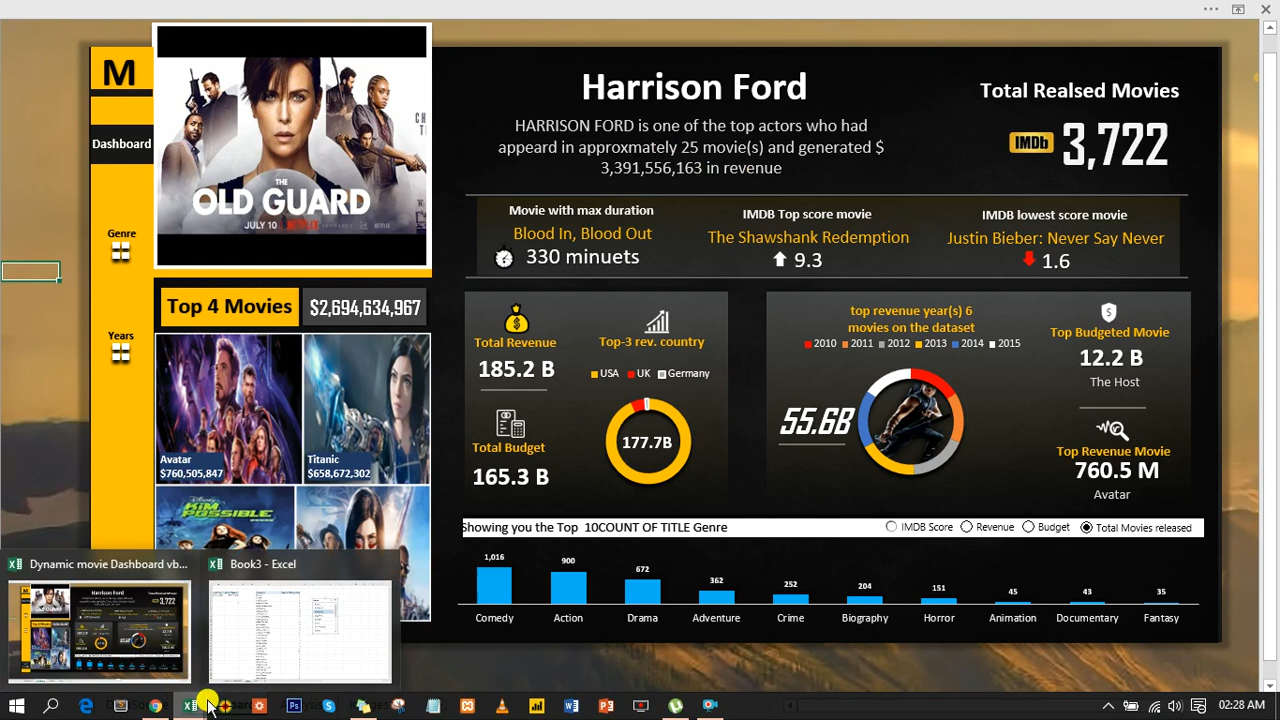 M
Dashboard
Genre
Years
THE
OLD GUARD
JULY 10 NETFLIX
Harrison Ford
HARRISON FORD is one of the top actors who had
appeard in approxmately 25 movie(s) and generated $
3,391,556,163 in revenue
Total Realsed Movies
IMDb 3,722
Movie with max duration
Blood In, Blood Out
330 minuets
IMDB Top score movie
The Shawshank Redemption
9.3
IMDB lowest score movie
Justin Bieber: Never Say Never
1.6
Top 4 Movies $2,694,634,967
Avatar
$760,505,847
Titanic
$658,672,302
KIM
POSSIBLE
Total Revenue
185.2 B
Total Budget
165.3 B
Top-3 rev. country
USA UK Germany
177.7B
top revenue year(s) 6
movies on the dataset
2010 2011 2012 2013 2014 2015
55.6B
Top Budgeted Movie
12.2 B
The Host
Top Revenue Movie
760.5 M
Avatar
Showing you the Top 10COUNT OF TITLE Genre
IMDB Score Revenue Budget Total Movies released
1,016 900 672 362 252 204 151 45 43 35
Action Drama Crime Biography Animation Documentary Fantasy
Dynamic movie Dashboard vb...
Book3 - Excel
02:28 AM